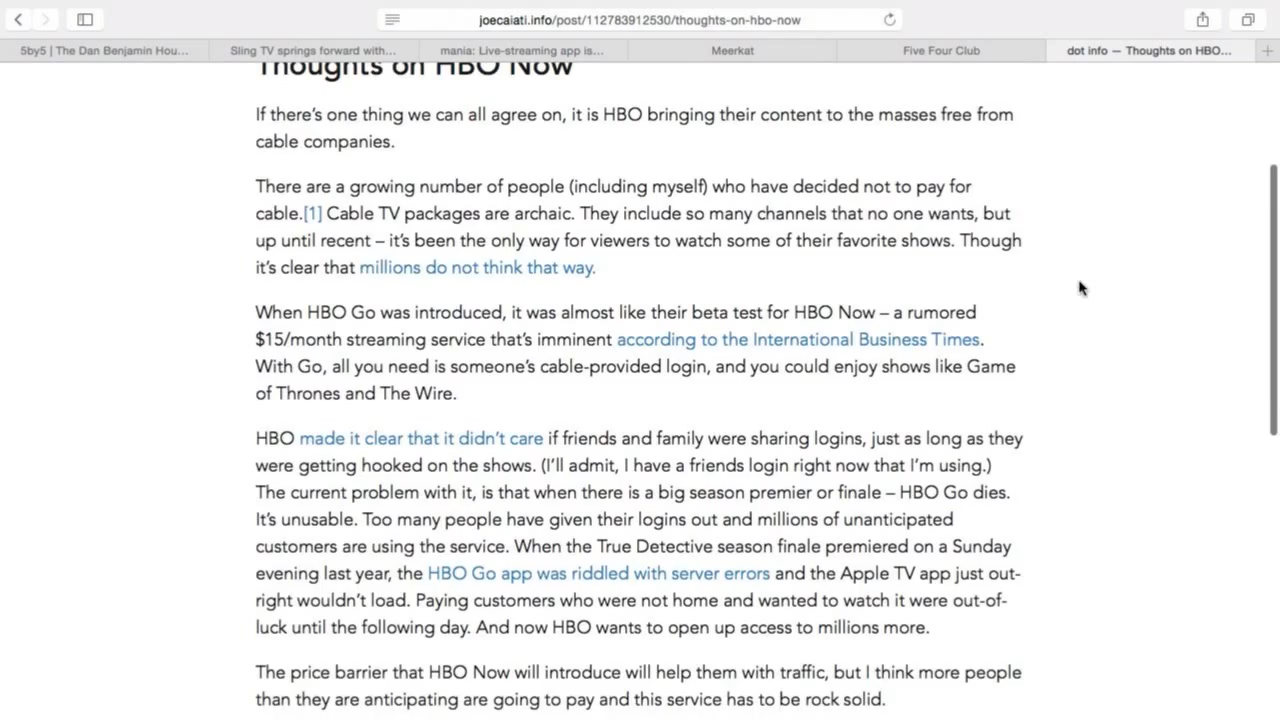 joecaiati.info/post/112783912530/thoughts-on-hbo-now
5by5 | The Dan Benjamin Hou...
Sling TV springs forward with...
mania: Live-streaming app is...
Meerkat
Five Four Club
dot info — Thoughts on HBO...
Thoughts on HBO Now
If there's one thing we can all agree on, it is HBO bringing their content to the masses free from
cable companies.
There are a growing number of people (including myself) who have decided not to pay for
cable.[1] Cable TV packages are archaic. They include so many channels that no one wants, but
up until recent – it's been the only way for viewers to watch some of their favorite shows. Though
it's clear that millions do not think that way.
When HBO Go was introduced, it was almost like their beta test for HBO Now – a rumored
$15/month streaming service that's imminent according to the International Business Times.
With Go, all you need is someone's cable-provided login, and you could enjoy shows like Game
of Thrones and The Wire.
HBO made it clear that it didn't care if friends and family were sharing logins, just as long as they
were getting hooked on the shows. (I'll admit, I have a friends login right now that I'm using.)
The current problem with it, is that when there is a big season premier or finale – HBO Go dies.
It's unusable. Too many people have given their logins out and millions of unanticipated
customers are using the service. When the True Detective season finale premiered on a Sunday
evening last year, the HBO Go app was riddled with server errors and the Apple TV app just out-
right wouldn't load. Paying customers who were not home and wanted to watch it were out-of-
luck until the following day. And now HBO wants to open up access to millions more.
The price barrier that HBO Now will introduce will help them with traffic, but I think more people
than they are anticipating are going to pay and this service has to be rock solid.